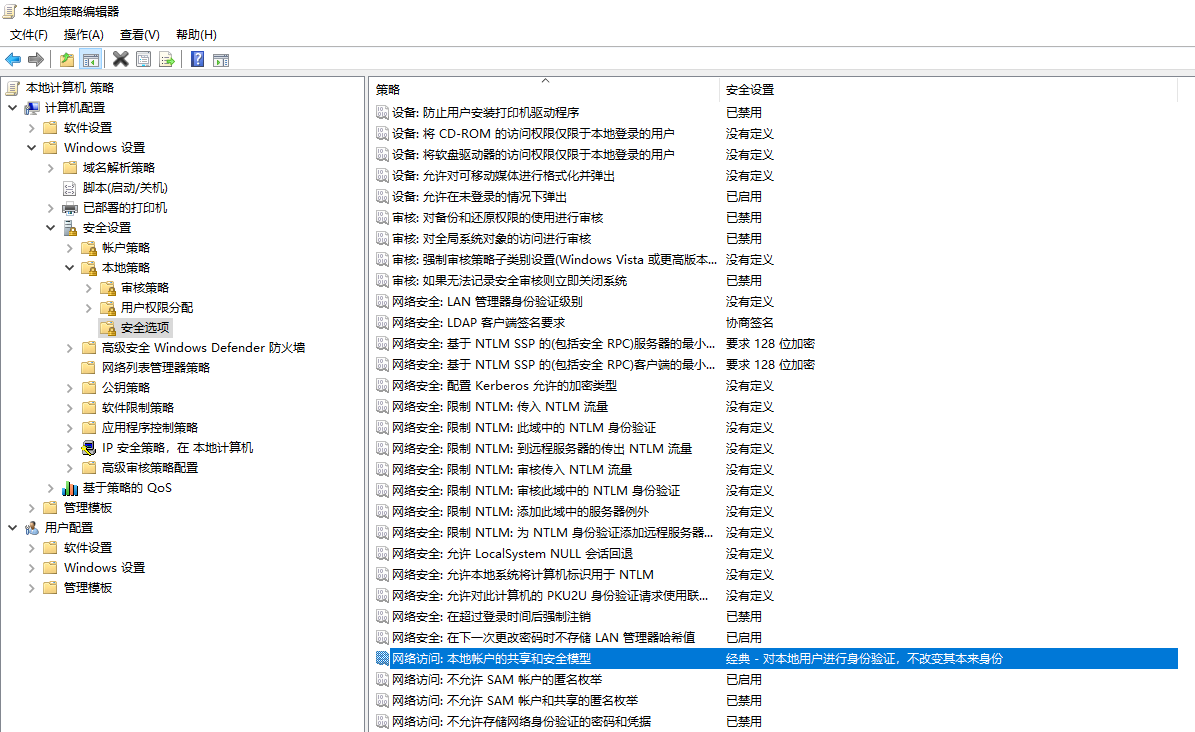 本地组策略编辑器
文件(F) 操作(A) 查看(V) 帮助(H)
本地计算机 策略
计算机配置
软件设置
Windows 设置
域名解析策略
脚本(启动/关机)
已部署的打印机
安全设置
帐户策略
本地策略
审核策略
用户权限分配
安全选项
高级安全 Windows Defender 防火墙
网络列表管理器策略
公钥策略
软件限制策略
应用程序控制策略
IP 安全策略，在 本地计算机
高级审核策略配置
基于策略的 QoS
管理模板
用户配置
软件设置
Windows 设置
管理模板
策略 安全设置
设备: 防止用户安装打印机驱动程序 已禁用
设备: 将 CD-ROM 的访问权限仅限于本地登录的用户 没有定义
设备: 将软盘驱动器的访问权限仅限于本地登录的用户 没有定义
设备: 允许对可移动媒体进行格式化并弹出 没有定义
设备: 允许在未登录的情况下弹出 已启用
审核: 对备份和还原权限的使用进行审核 已禁用
审核: 对全局系统对象的访问进行审核 已禁用
审核: 强制审核策略子类别设置(Windows Vista 或更高版本... 没有定义
审核: 如果无法记录安全审核则立即关闭系统 已禁用
网络安全: LAN 管理器身份验证级别 没有定义
网络安全: LDAP 客户端签名要求 协商签名
网络安全: 基于 NTLM SSP 的(包括安全 RPC)服务器的最小... 要求 128 位加密
网络安全: 基于 NTLM SSP 的(包括安全 RPC)客户端的最小... 要求 128 位加密
网络安全: 配置 Kerberos 允许的加密类型 没有定义
网络安全: 限制 NTLM: 传入 NTLM 流量 没有定义
网络安全: 限制 NTLM: 此域中的 NTLM 身份验证 没有定义
网络安全: 限制 NTLM: 到远程服务器的传出 NTLM 流量 没有定义
网络安全: 限制 NTLM: 审核传入 NTLM 流量 没有定义
网络安全: 限制 NTLM: 审核此域中的 NTLM 身份验证 没有定义
网络安全: 限制 NTLM: 添加此域中的服务器例外 没有定义
网络安全: 限制 NTLM: 为 NTLM 身份验证添加远程服务器... 没有定义
网络安全: 允许 LocalSystem NULL 会话回退 没有定义
网络安全: 允许本地系统将计算机标识用于 NTLM 没有定义
网络安全: 允许对此计算机的 PKU2U 身份验证请求使用联... 没有定义
网络安全: 在超过登录时间后强制注销 已禁用
网络安全: 在下一次更改密码时不存储 LAN 管理器哈希值 已启用
网络访问: 本地帐户的共享和安全模型 经典 - 对本地用户进行身份验证，不改变其本来身份
网络访问: 不允许 SAM 帐户的匿名枚举 已启用
网络访问: 不允许 SAM 帐户和共享的匿名枚举 已禁用
网络访问: 不允许存储网络身份验证的密码和凭据 已禁用